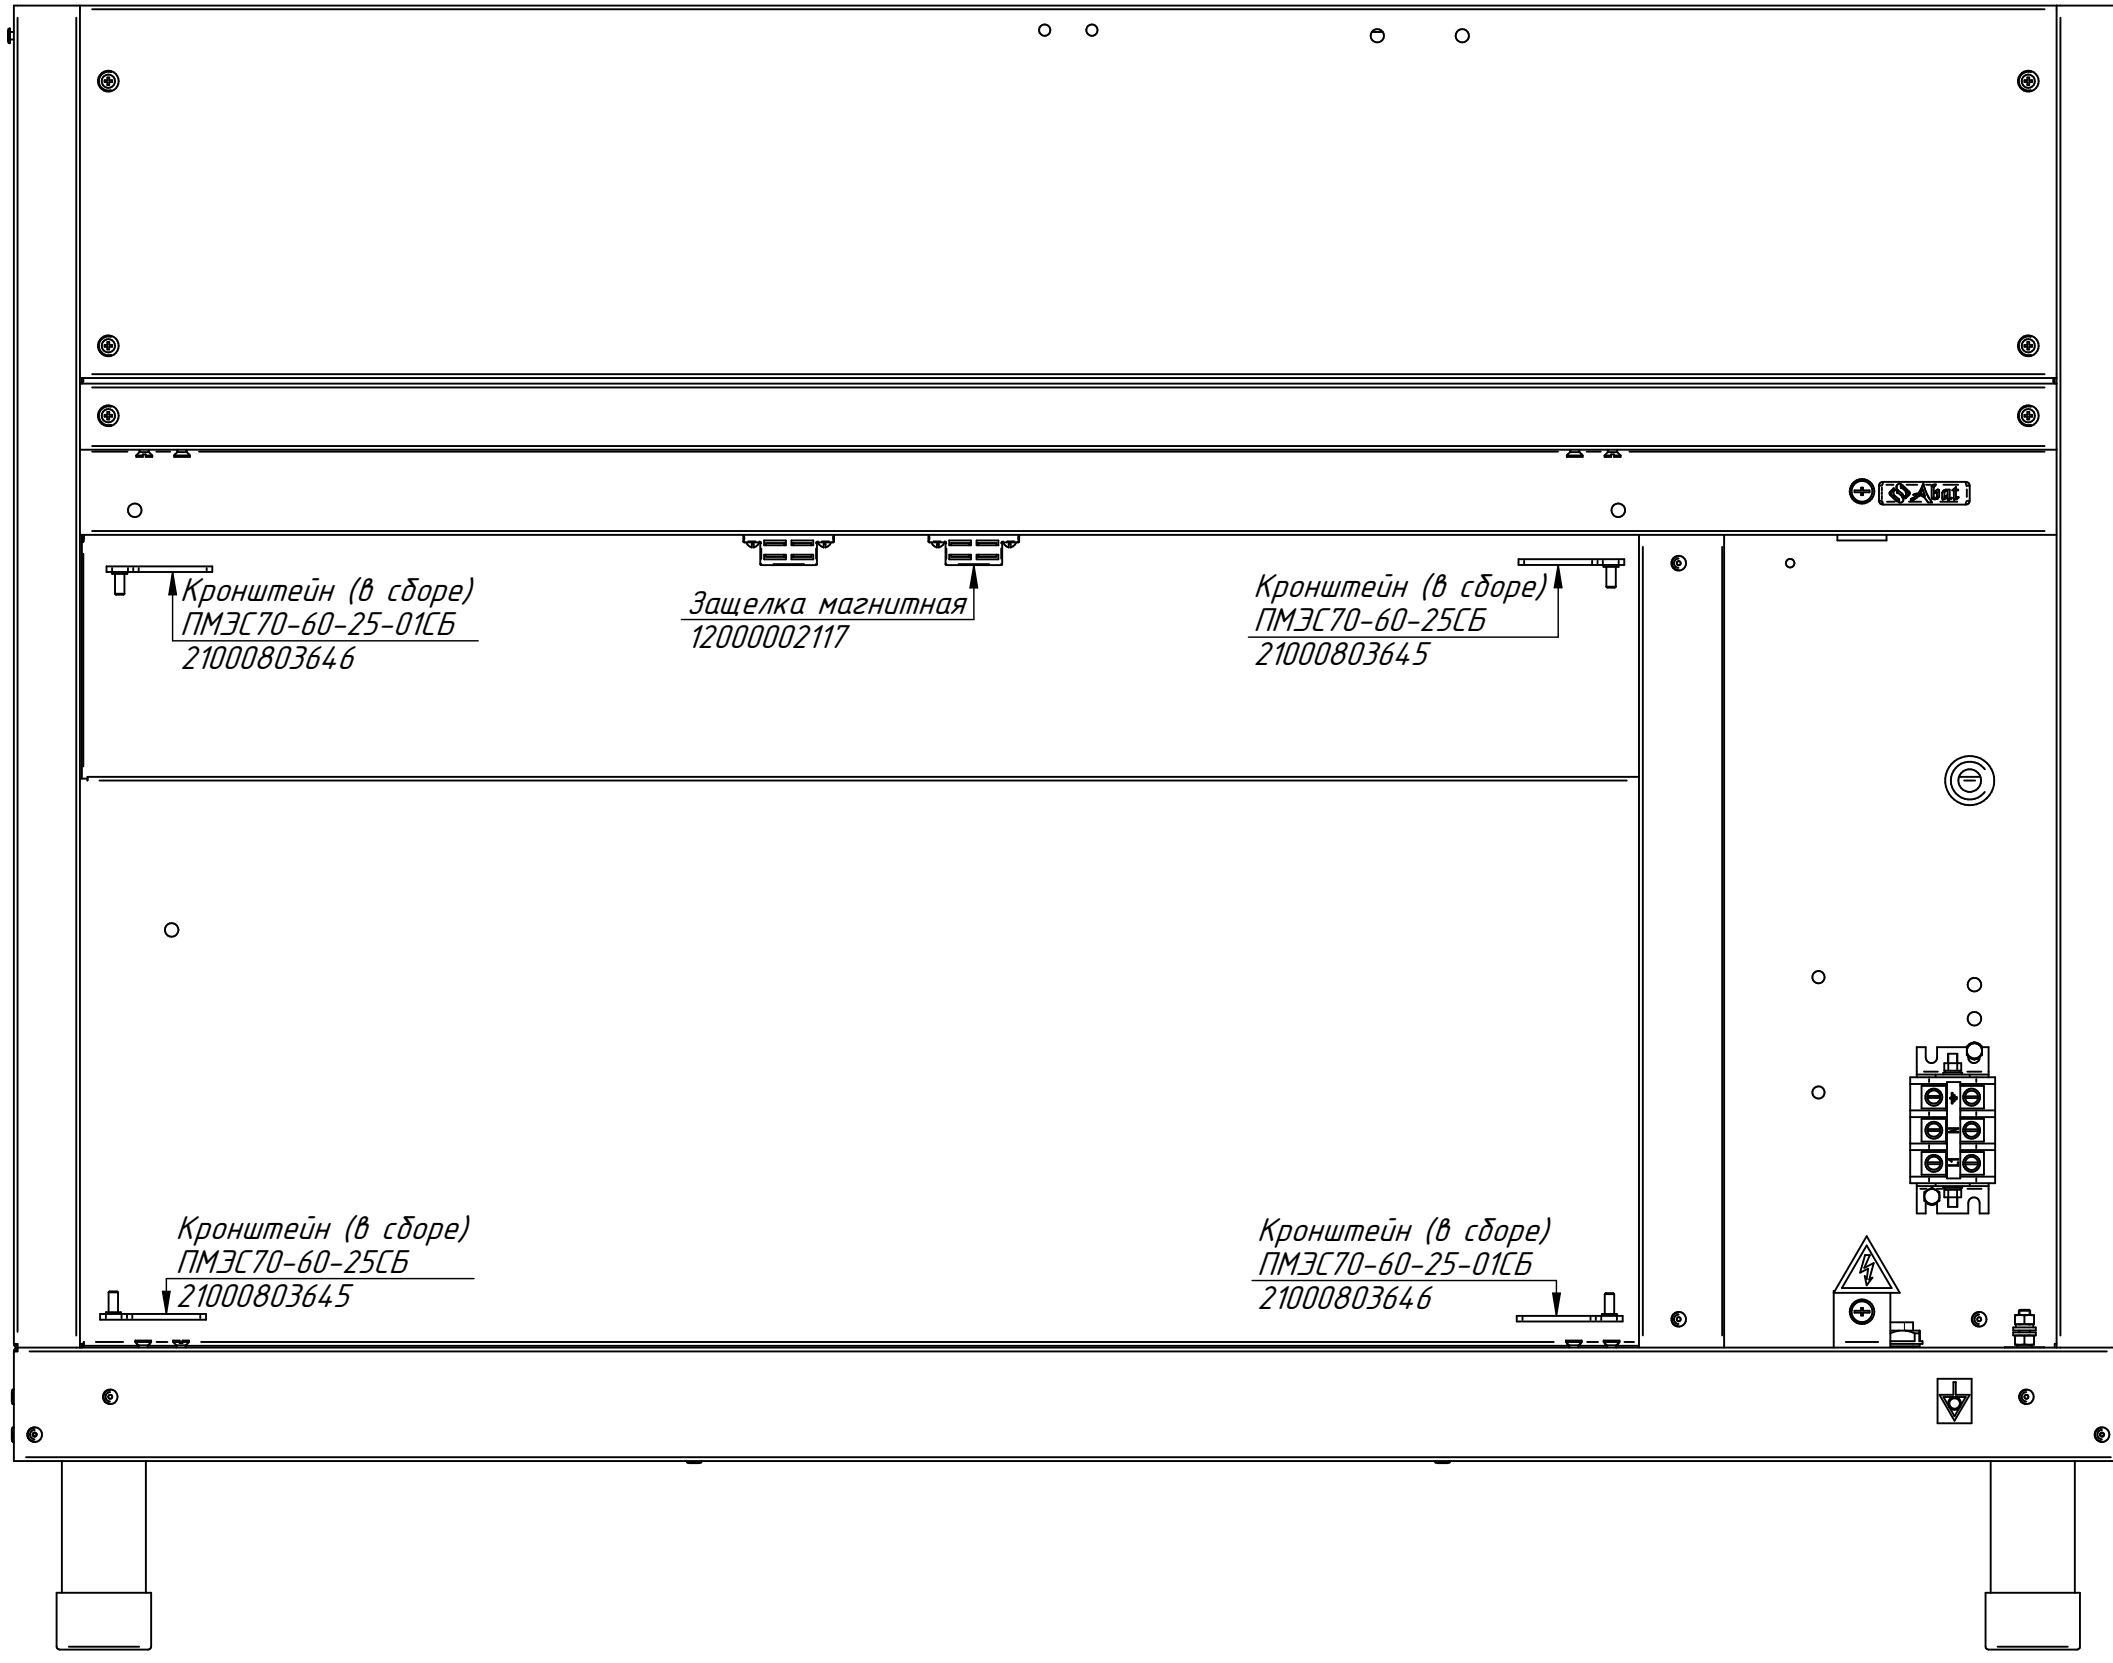 Abat
Кронштейн (в сборе)
ПМЭС70-60-25-01СБ
21000803646
Защелка магнитная
12000002117
Кронштейн (в сборе)
ПМЭС70-60-25СБ
21000803645
Кронштейн (в сборе)
ПМЭС70-60-25СБ
21000803645
Кронштейн (в сборе)
ПМЭС70-60-25-01СБ
21000803646